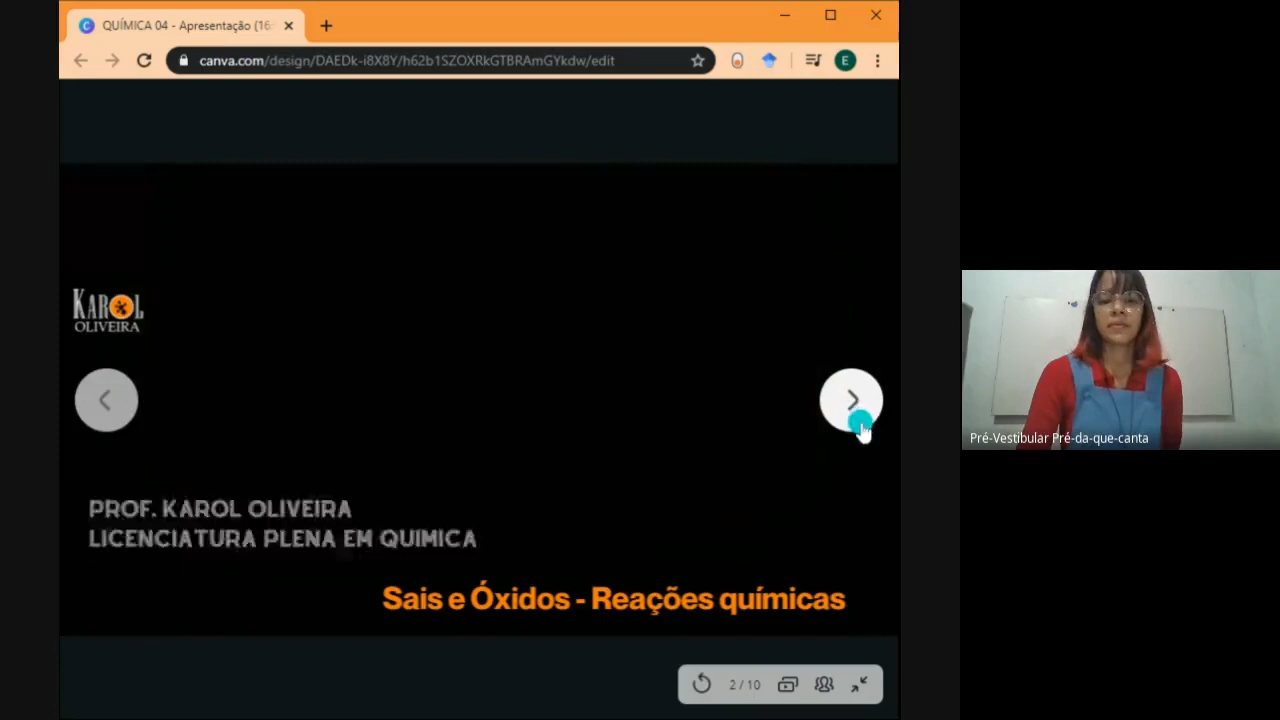 QUÍMICA 04 - Apresentação (16:
canva.com/design/DAEDk-i8X8Y/h62b1SZOXRkGTBRAmGYkdw/edit
E
KAROL
OLIVEIRA
PROF. KAROL OLIVEIRA
LICENCIATURA PLENA EM QUIMICA
Sais e Óxidos - Reações químicas
2 / 10
Pré-Vestibular Pré-da-que-canta